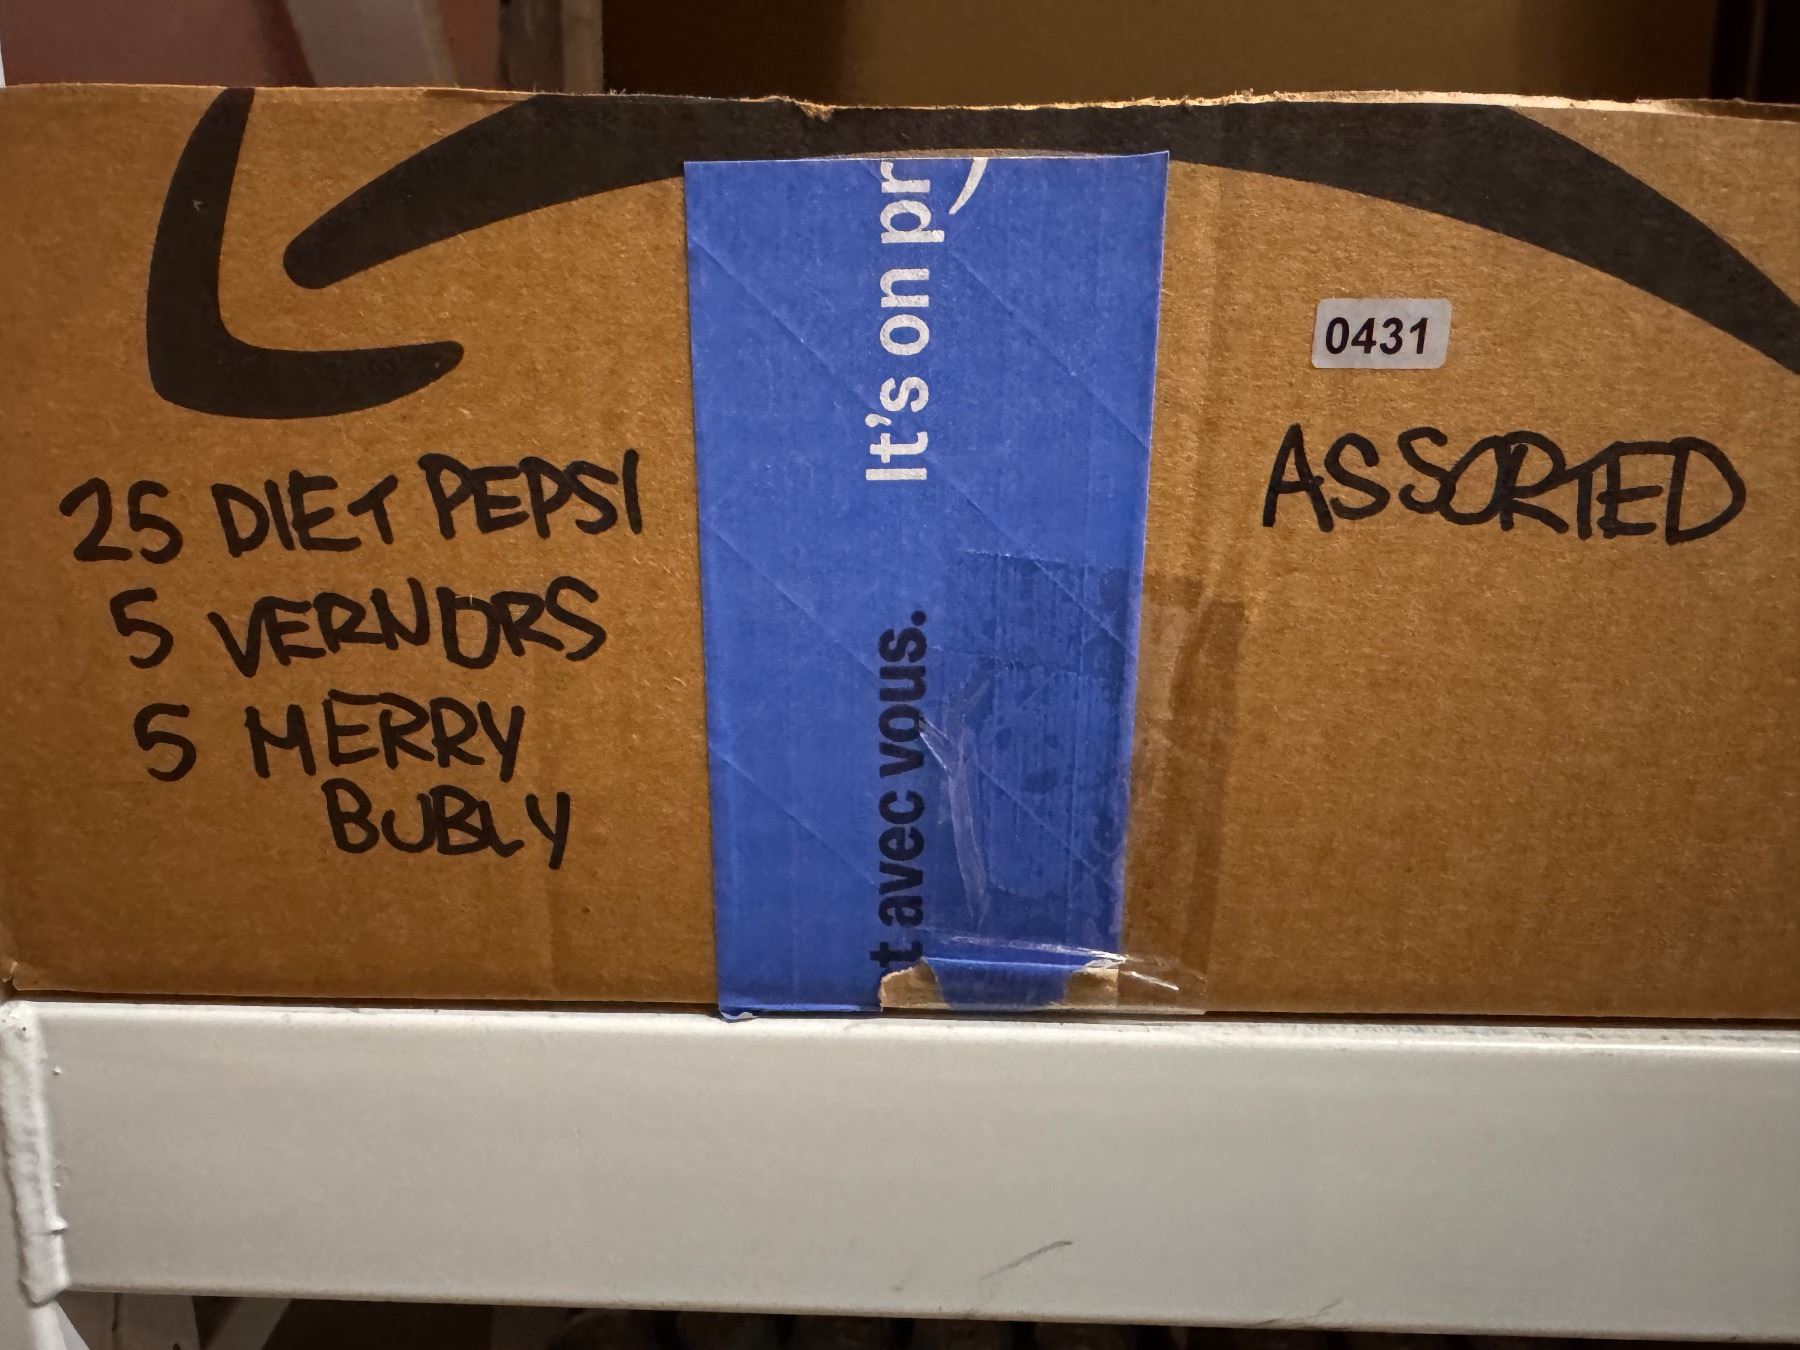 25 DIET PEPSI
5 VERNORS
5 MERRY
BUBLY
It's on pr
t avec vous.
0431
ASSORTED